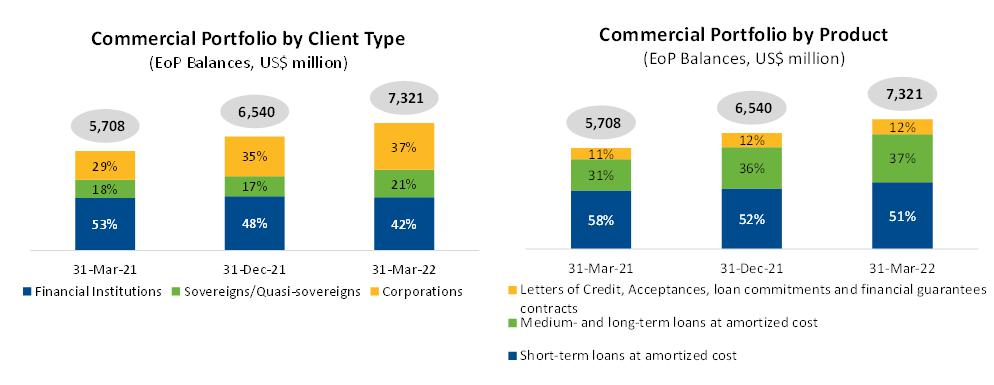 Commercial Portfolio by Client Type
(EoP Balances, US$ million)
5,708
6,540
7,321
29%
35%
37%
18%
17%
21%
53%
48%
42%
31-Mar-21
31-Dec-21
31-Mar-22
Financial Institutions
Sovereigns/Quasi-sovereigns
Corporations
Commercial Portfolio by Product
(EoP Balances, US$ million)
5,708
6,540
7,321
11%
12%
12%
31%
36%
37%
58%
52%
51%
31-Mar-21
31-Dec-21
31-Mar-22
Letters of Credit, Acceptances, loan commitments and financial guarantees
contracts
Medium- and long-term loans at amortized cost
Short-term loans at amortized cost